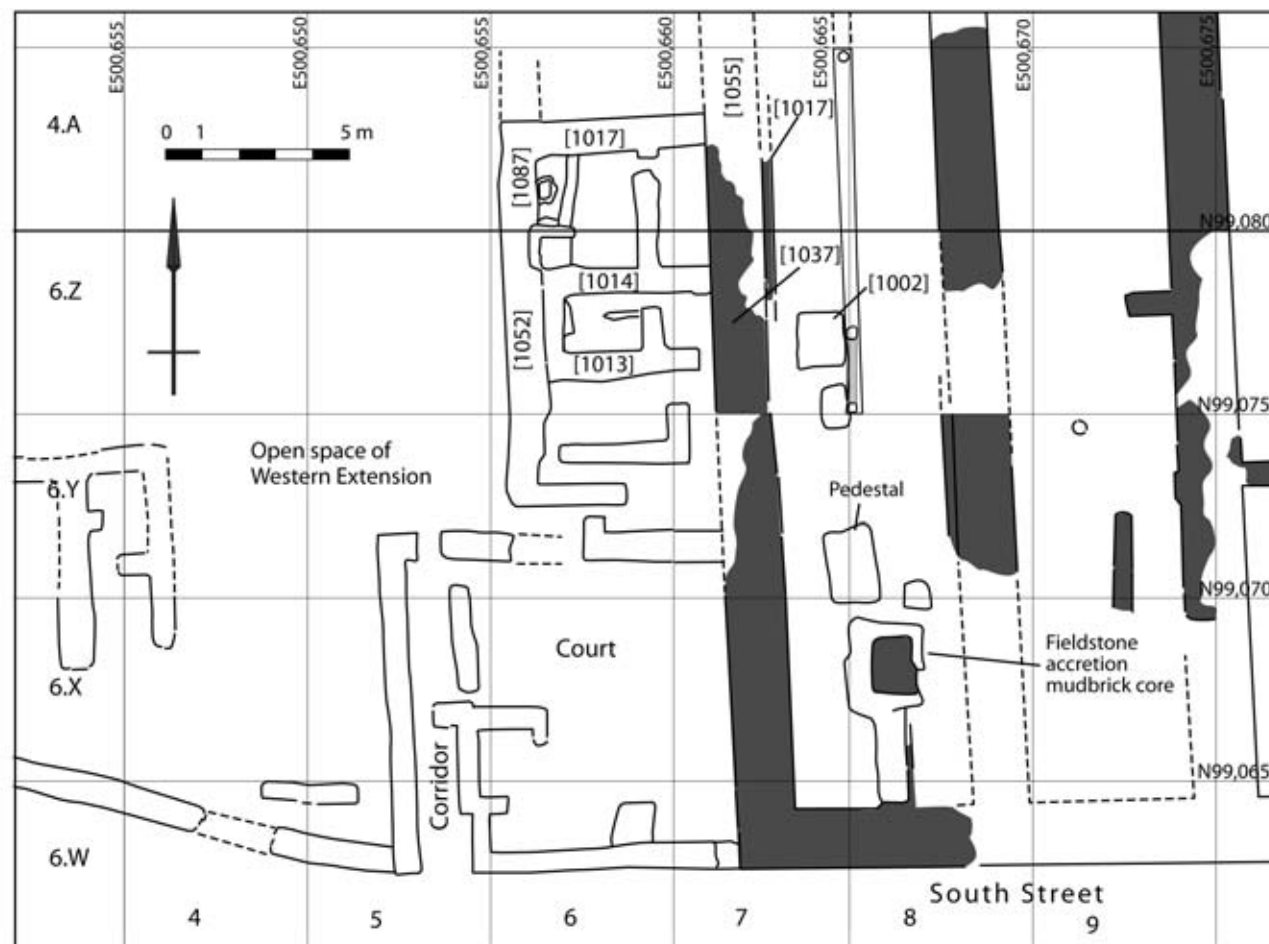 E500,655
E500,650
E500,655
E500,660
E500,665
E500,670
E500,675
4.A
0 1 5 m
[1055]
[1017]
[1017]
[1087]
N99,080
[1037]
6.Z
[1014]
[1002]
[1052]
[1013]
N99,075
Open space of
Western Extension
6.Y
Pedestal
N99,070
Court
Fieldstone
accretion
mudbrick core
6.X
Corridor
N99,065
6.W
South Street
4
5
6
7
8
9